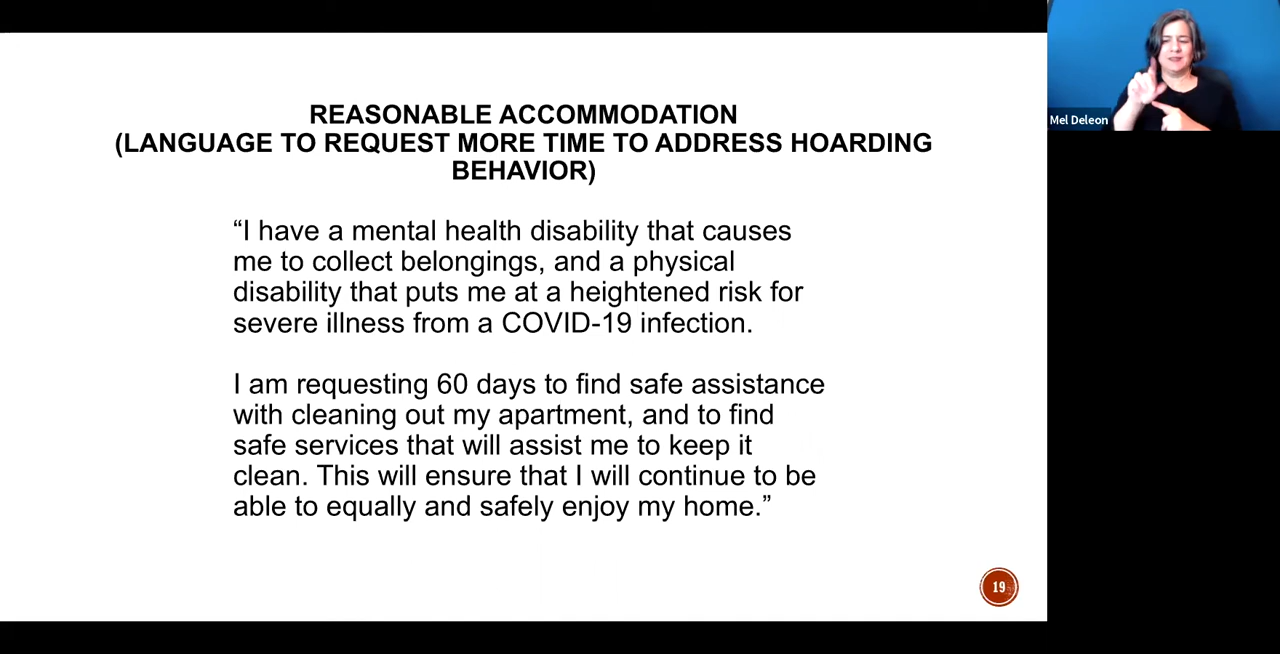 REASONABLE ACCOMMODATION
(LANGUAGE TO REQUEST MORE TIME TO ADDRESS HOARDING
BEHAVIOR)
“I have a mental health disability that causes
me to collect belongings, and a physical
disability that puts me at a heightened risk for
severe illness from a COVID-19 infection.
I am requesting 60 days to find safe assistance
with cleaning out my apartment, and to find
safe services that will assist me to keep it
clean. This will ensure that I will continue to be
able to equally and safely enjoy my home.”
19
Mel Deleon